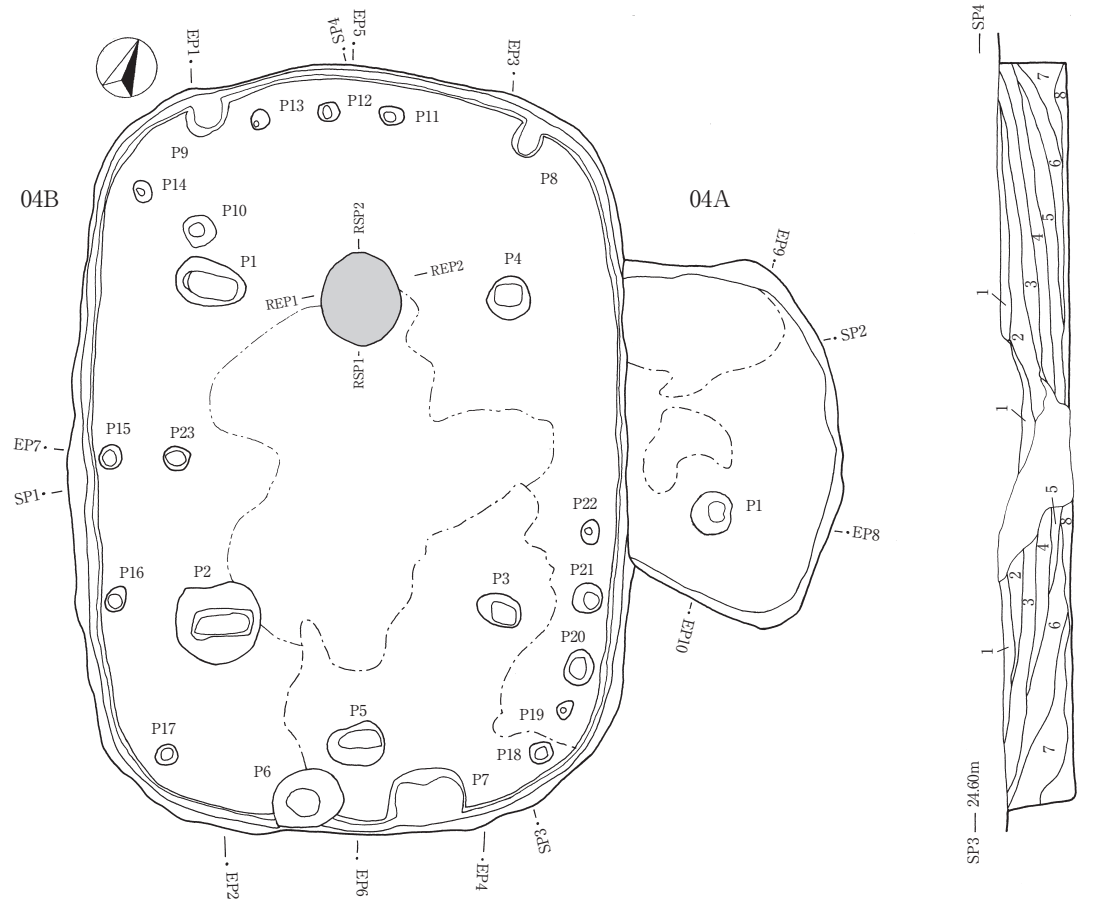 EP1
SP4
EP5
EP3
SP4
P13
P12
P11
P9
P8
P14
04B
04A
P10
RSP2
P1
REP2
P4
EP9
REP1
RSP1
SP2
P15
P23
EP7
SP1
P22
P1
EP8
P16
P2
P3
P21
EP10
P20
P19
P17
P5
P18
P6
P7
SP3
EP2
EP6
EP4
7
8
6
5
4
3
1
2
1
5
8
4
2
3
6
1
7
SP3 — 24.60m